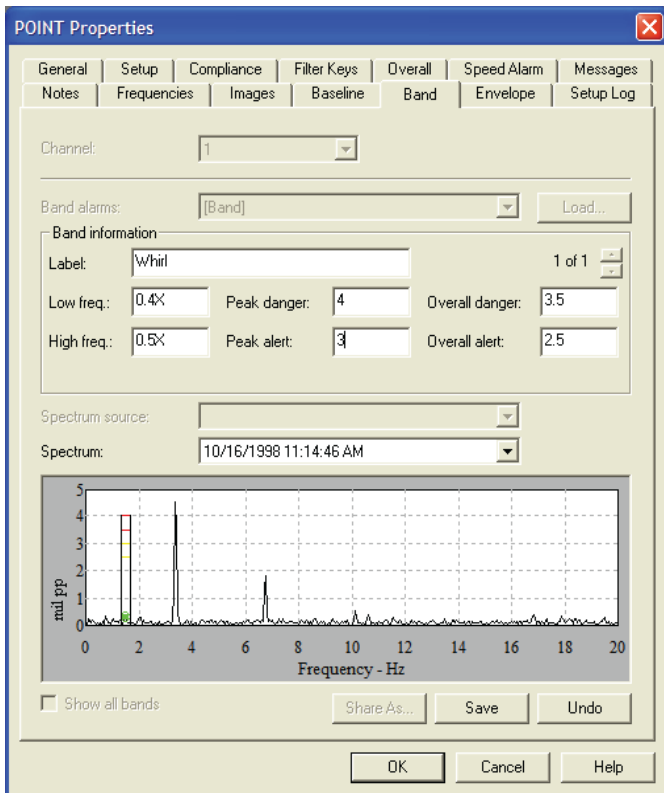 POINT Properties
General Setup Compliance Filter Keys Overall Speed Alarm Messages
Notes Frequencies Images Baseline Band Envelope Setup Log
Channel: 1
Band alarms: [Band] Load...
Band information
Label: Whirl 1 of 1
Low freq.: 0.4X Peak danger: 4 Overall danger: 3.5
High freq.: 0.5X Peak alert: 3 Overall alert: 2.5
Spectrum source:
Spectrum: 10/16/1998 11:14:46 AM
5
4
3
2
1
0
mil pp
0 2 4 6 8 10 12 14 16 18 20
Frequency - Hz
Show all bands Share As... Save Undo
OK Cancel Help